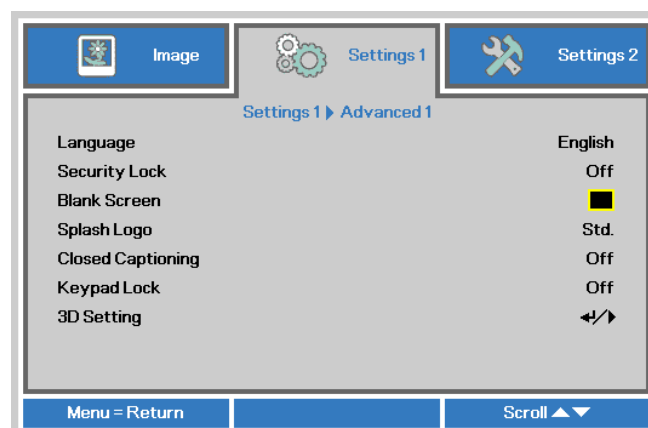 Image Settings 1 Settings 2
Settings 1 ▶ Advanced 1
Language English
Security Lock Off
Blank Screen
Splash Logo Std.
Closed Captioning Off
Keypad Lock Off
3D Setting ↵/▶
Menu = Return Scroll ▲▼